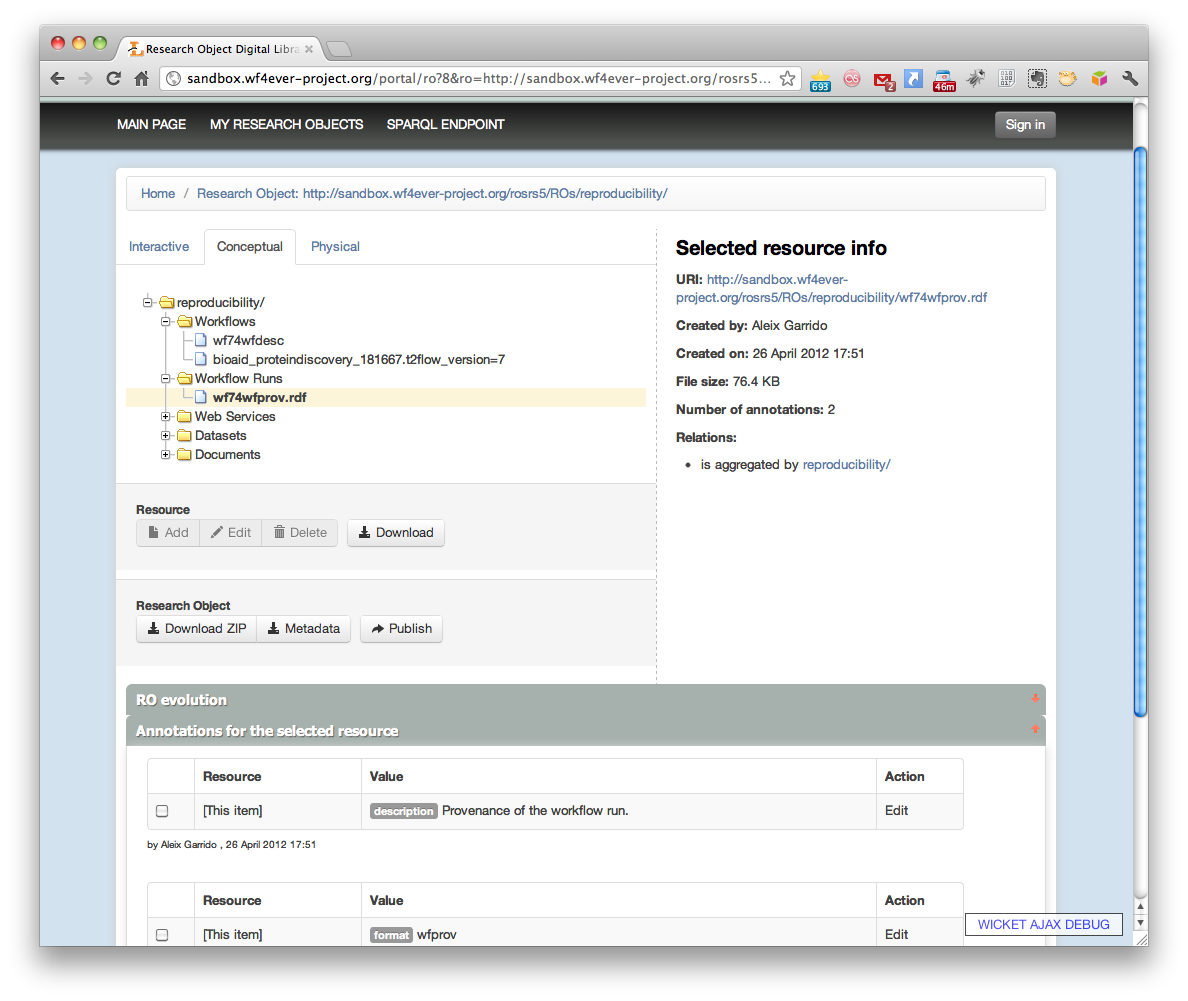 Research Object Digital Libra
sandbox.wf4ever-project.org/portal/ro?8&ro=http://sandbox.wf4ever-project.org/rosrs5...
693
2
46m
MAIN PAGE MY RESEARCH OBJECTS SPARQL ENDPOINT Sign in
Home / Research Object: http://sandbox.wf4ever-project.org/rosrs5/ROs/reproducibility/
Interactive Conceptual Physical
reproducibility/
Workflows
wf74wfdesc
bioaid_proteindiscovery_181667.t2flow_version=7
Workflow Runs
wf74wfprov.rdf
Web Services
Datasets
Documents
Resource
Add Edit Delete Download
Research Object
Download ZIP Metadata Publish
Selected resource info
URI: http://sandbox.wf4ever-
project.org/rosrs5/ROs/reproducibility/wf74wfprov.rdf
Created by: Aleix Garrido
Created on: 26 April 2012 17:51
File size: 76.4 KB
Number of annotations: 2
Relations:
• is aggregated by reproducibility/
RO evolution
Annotations for the selected resource
Resource Value Action
[This item] description Provenance of the workflow run. Edit
by Aleix Garrido , 26 April 2012 17:51
Resource Value Action
[This item] format wfprov Edit
WICKET AJAX DEBUG